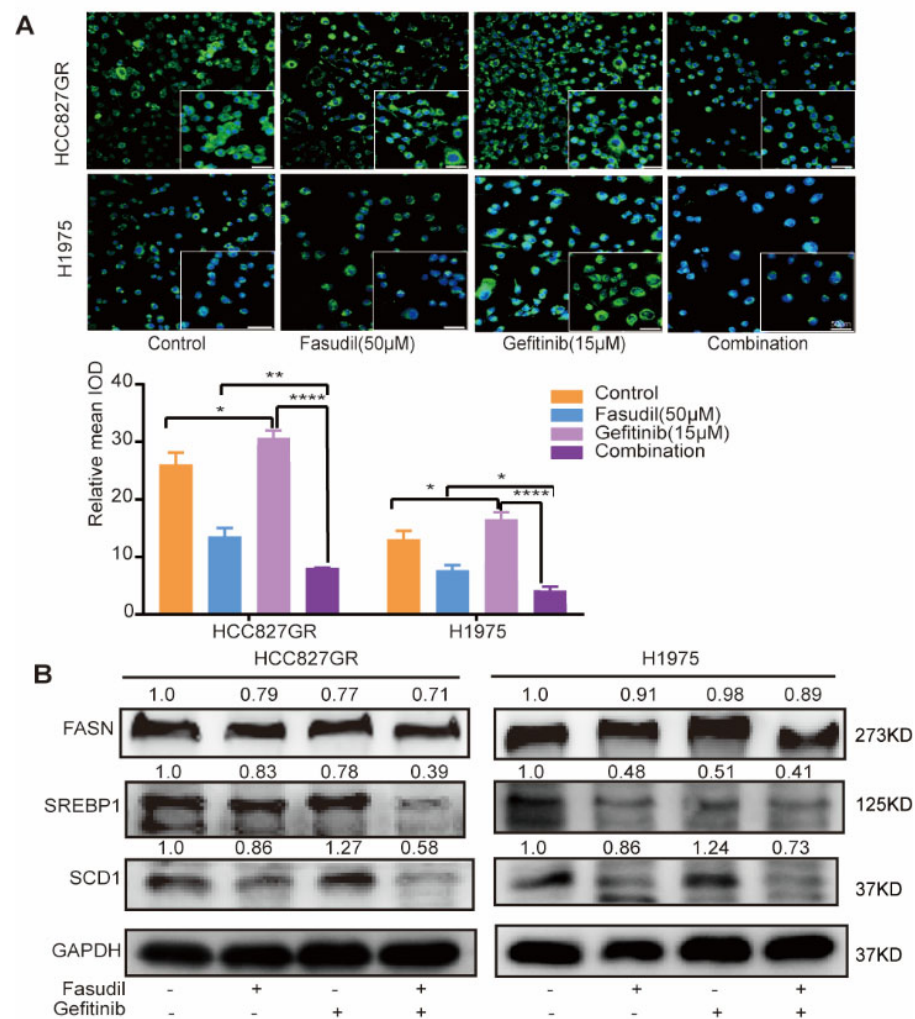 A
HCC827GR
H1975
Control Fasudil(50μM) Gefitinib(15μM) Combination
Relative mean IOD
40
30
20
10
0
** * ****
* * ****
Control
Fasudil(50μM)
Gefitinib(15μM)
Combination
HCC827GR H1975
B
HCC827GR H1975
1.0 0.79 0.77 0.71 1.0 0.91 0.98 0.89
FASN 273KD
1.0 0.83 0.78 0.39 1.0 0.48 0.51 0.41
SREBP1 125KD
1.0 0.86 1.27 0.58 1.0 0.86 1.24 0.73
SCD1 37KD
GAPDH 37KD
Fasudil - + - + - + - +
Gefitinib - - + + - - + +